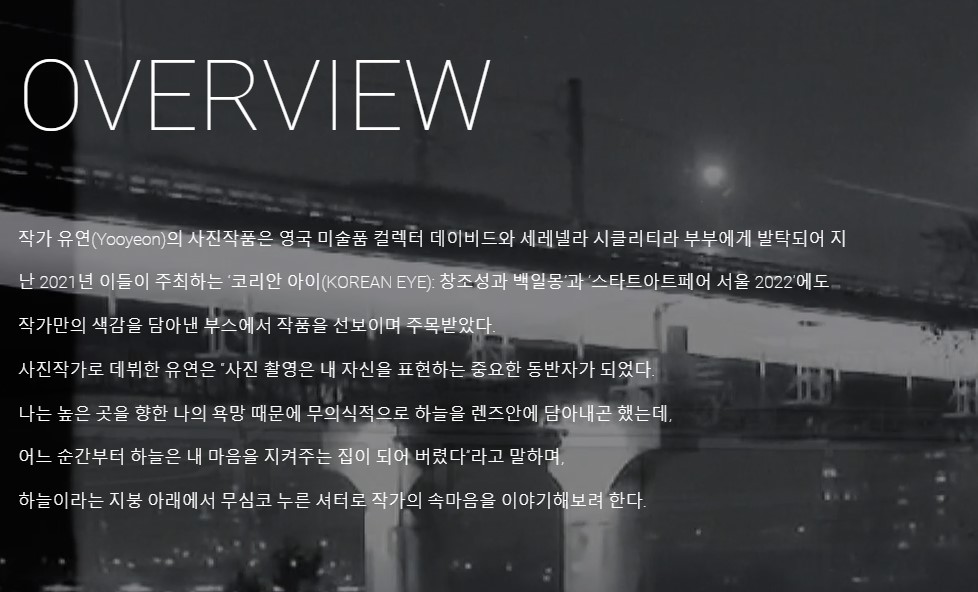 OVERVIEW
작가 유연(Yooyeon)의 사진작품은 영국 미술품 컬렉터 데이비드와 세레넬라 시클리티라 부부에게 발탁되어 지
난 2021년 이들이 주최하는 '코리안 아이(KOREAN EYE): 창조성과 백일몽'과 '스타트아트페어 서울 2022'에도
작가만의 색감을 담아낸 부스에서 작품을 선보이며 주목받았다.
사진작가로 데뷔한 유연은 "사진 촬영은 내 자신을 표현하는 중요한 동반자가 되었다.
나는 높은 곳을 향한 나의 욕망 때문에 무의식적으로 하늘을 렌즈안에 담아내곤 했는데,
어느 순간부터 하늘은 내 마음을 지켜주는 집이 되어 버렸다"라고 말하며,
하늘이라는 지붕 아래에서 무심코 누른 셔터로 작가의 속마음을 이야기해보려 한다.